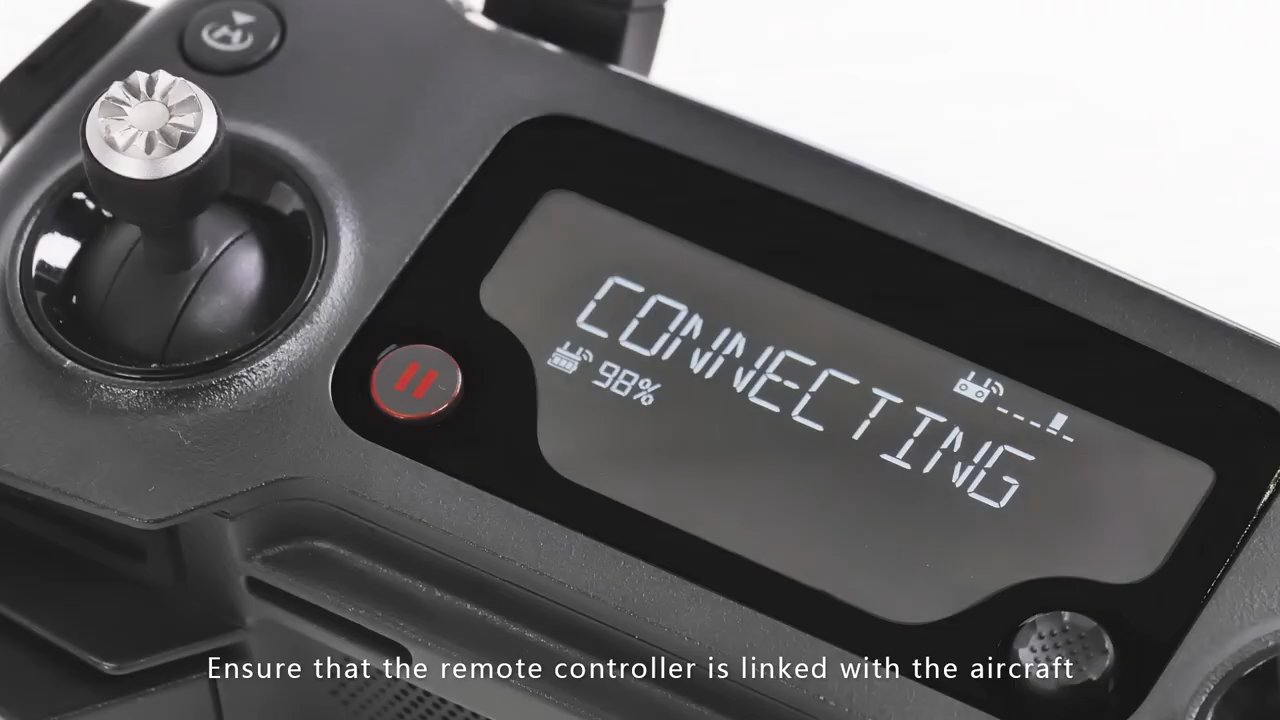 CONNECTING
98%
Ensure that the remote controller is linked with the aircraft